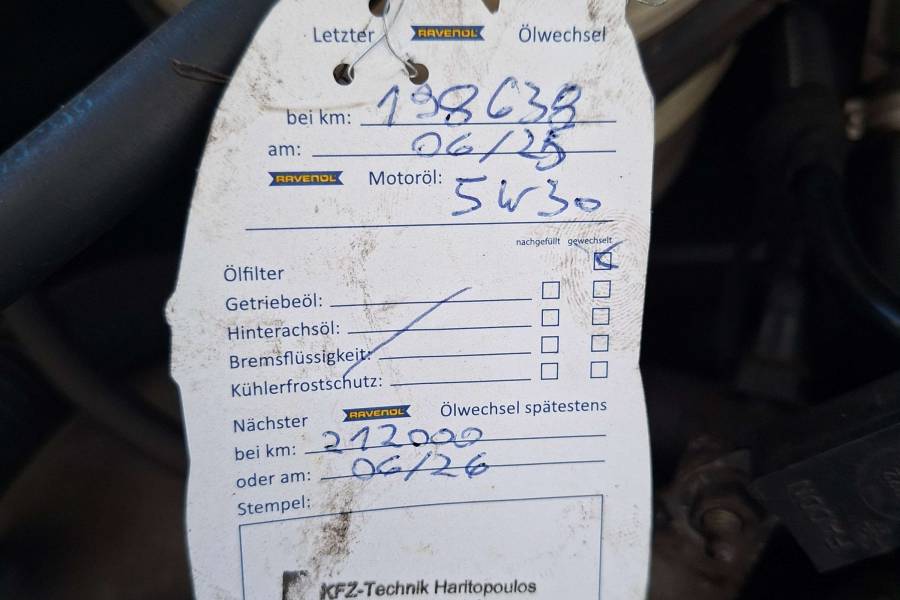 Letzter RAVENOL Ölwechsel
bei km: 198638
am: 06/25
RAVENOL Motoröl: 5W30
nachgefüllt gewechselt
Ölfilter
Getriebeöl:
Hinterachsöl:
Bremsflüssigkeit:
Kühlerfrostschutz:
Nächster RAVENOL Ölwechsel spätestens
bei km: 212000
oder am: 06/26
Stempel:
KFZ-Technik Haritopoulos